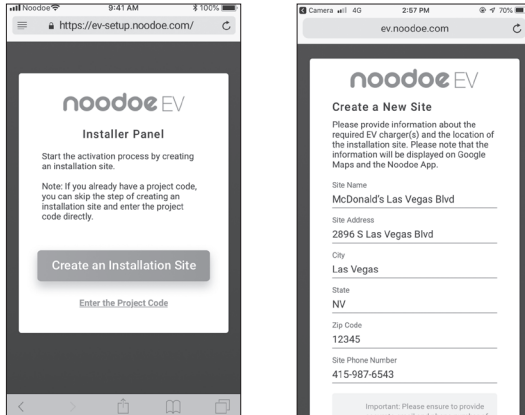 Noodoe
9:41 AM
100%
https://ev-setup.noodoe.com/
noodoe EV
Installer Panel
Start the activation process by creating
an installation site.
Note: If you already have a project code,
you can skip the step of creating an
installation site and enter the project
code directly.
Create an Installation Site
Enter the Project Code
Camera
4G
2:57 PM
70%
ev.noodoe.com
noodoe EV
Create a New Site
Please provide information about the
required EV charger(s) and the location of
the installation site. Please note that the
information will be displayed on Google
Maps and the Noodoe App.
Site Name
McDonald's Las Vegas Blvd
Site Address
2896 S Las Vegas Blvd
City
Las Vegas
State
NV
Zip Code
12345
Site Phone Number
415-987-6543
Important: Please ensure to provide